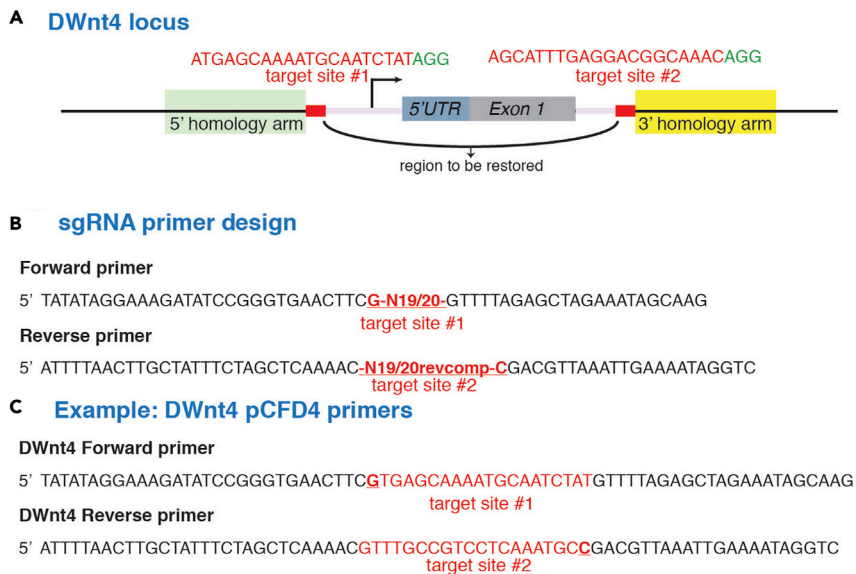 A DWnt4 locus
ATGAGCAAAATGCAATCTATAGG AGCATTTGAGGACGGCAAACAGG
target site #1 target site #2
5'UTR Exon 1
5' homology arm 3' homology arm
region to be restored
B sgRNA primer design
Forward primer
5' TATATAGGAAAGATATCCGGGTGAACTTCG-N19/20-GTTTTAGAGCTAGAAATAGCAAG
target site #1
Reverse primer
5' ATTTTAACTTGCTATTTCTAGCTCAAAAC-N19/20revcomp-CGACGTTAAATTGAAAATAGGTC
target site #2
C Example: DWnt4 pCFD4 primers
DWnt4 Forward primer
5' TATATAGGAAAGATATCCGGGTGAACTTCGTGAGCAAAATGCAATCTATGTTTTAGAGCTAGAAATAGCAAG
target site #1
DWnt4 Reverse primer
5' ATTTTAACTTGCTATTTCTAGCTCAAAACGTTTGCCGTCCTCAAATGCCGACGTTAAATTGAAAATAGGTC
target site #2